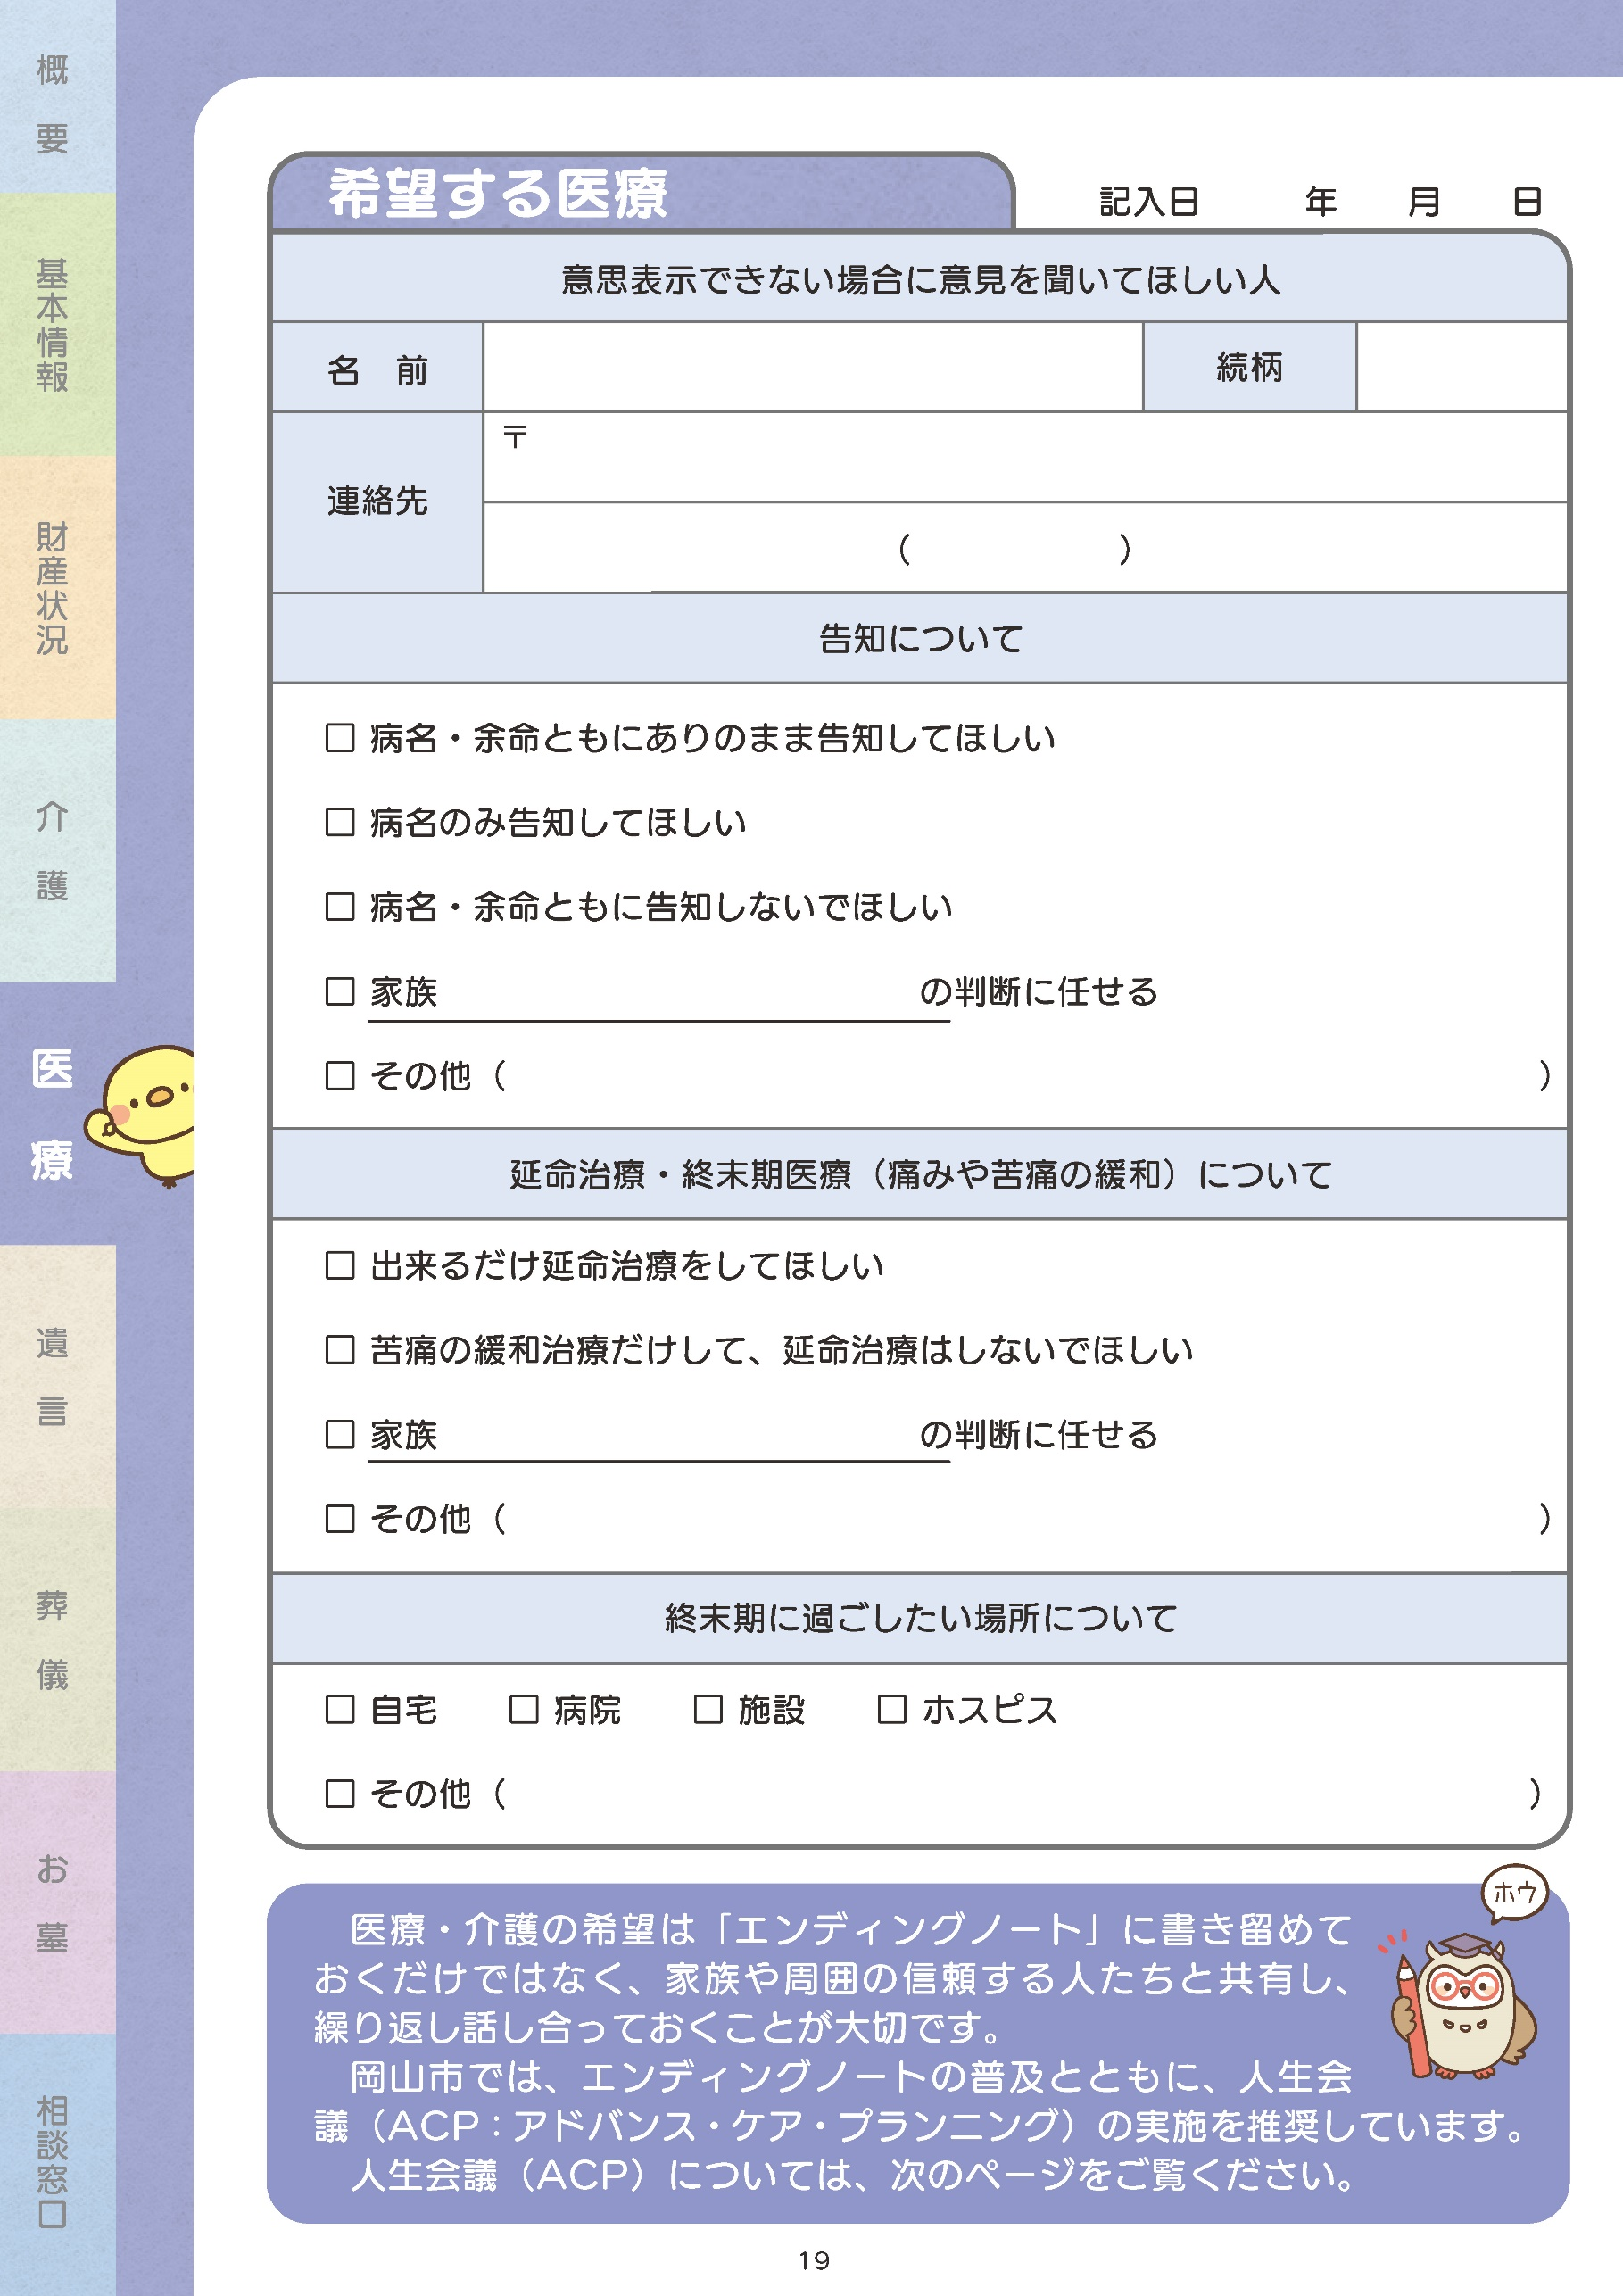 概要
基本情報
財産状況
介護
医療
遺言
葬儀
お墓
相談窓口
希望する医療
記入日　年　月　日
意思表示できない場合に意見を聞いてほしい人
名　前
続柄
連絡先
〒
（　　　）
告知について
□ 病名・余命ともにありのまま告知してほしい
□ 病名のみ告知してほしい
□ 病名・余命ともに告知しないでほしい
□ 家族　　　の判断に任せる
□ その他（　　　）
延命治療・終末期医療（痛みや苦痛の緩和）について
□ 出来るだけ延命治療をしてほしい
□ 苦痛の緩和治療だけして、延命治療はしないでほしい
□ 家族　　　の判断に任せる
□ その他（　　　）
終末期に過ごしたい場所について
□ 自宅　□ 病院　□ 施設　□ ホスピス
□ その他（　　　）
ホウ
医療・介護の希望は「エンディングノート」に書き留めて
おくだけではなく、家族や周囲の信頼する人たちと共有し、
繰り返し話し合っておくことが大切です。
岡山市では、エンディングノートの普及とともに、人生会
議（ACP：アドバンス・ケア・プランニング）の実施を推奨しています。
人生会議（ACP）については、次のページをご覧ください。
19